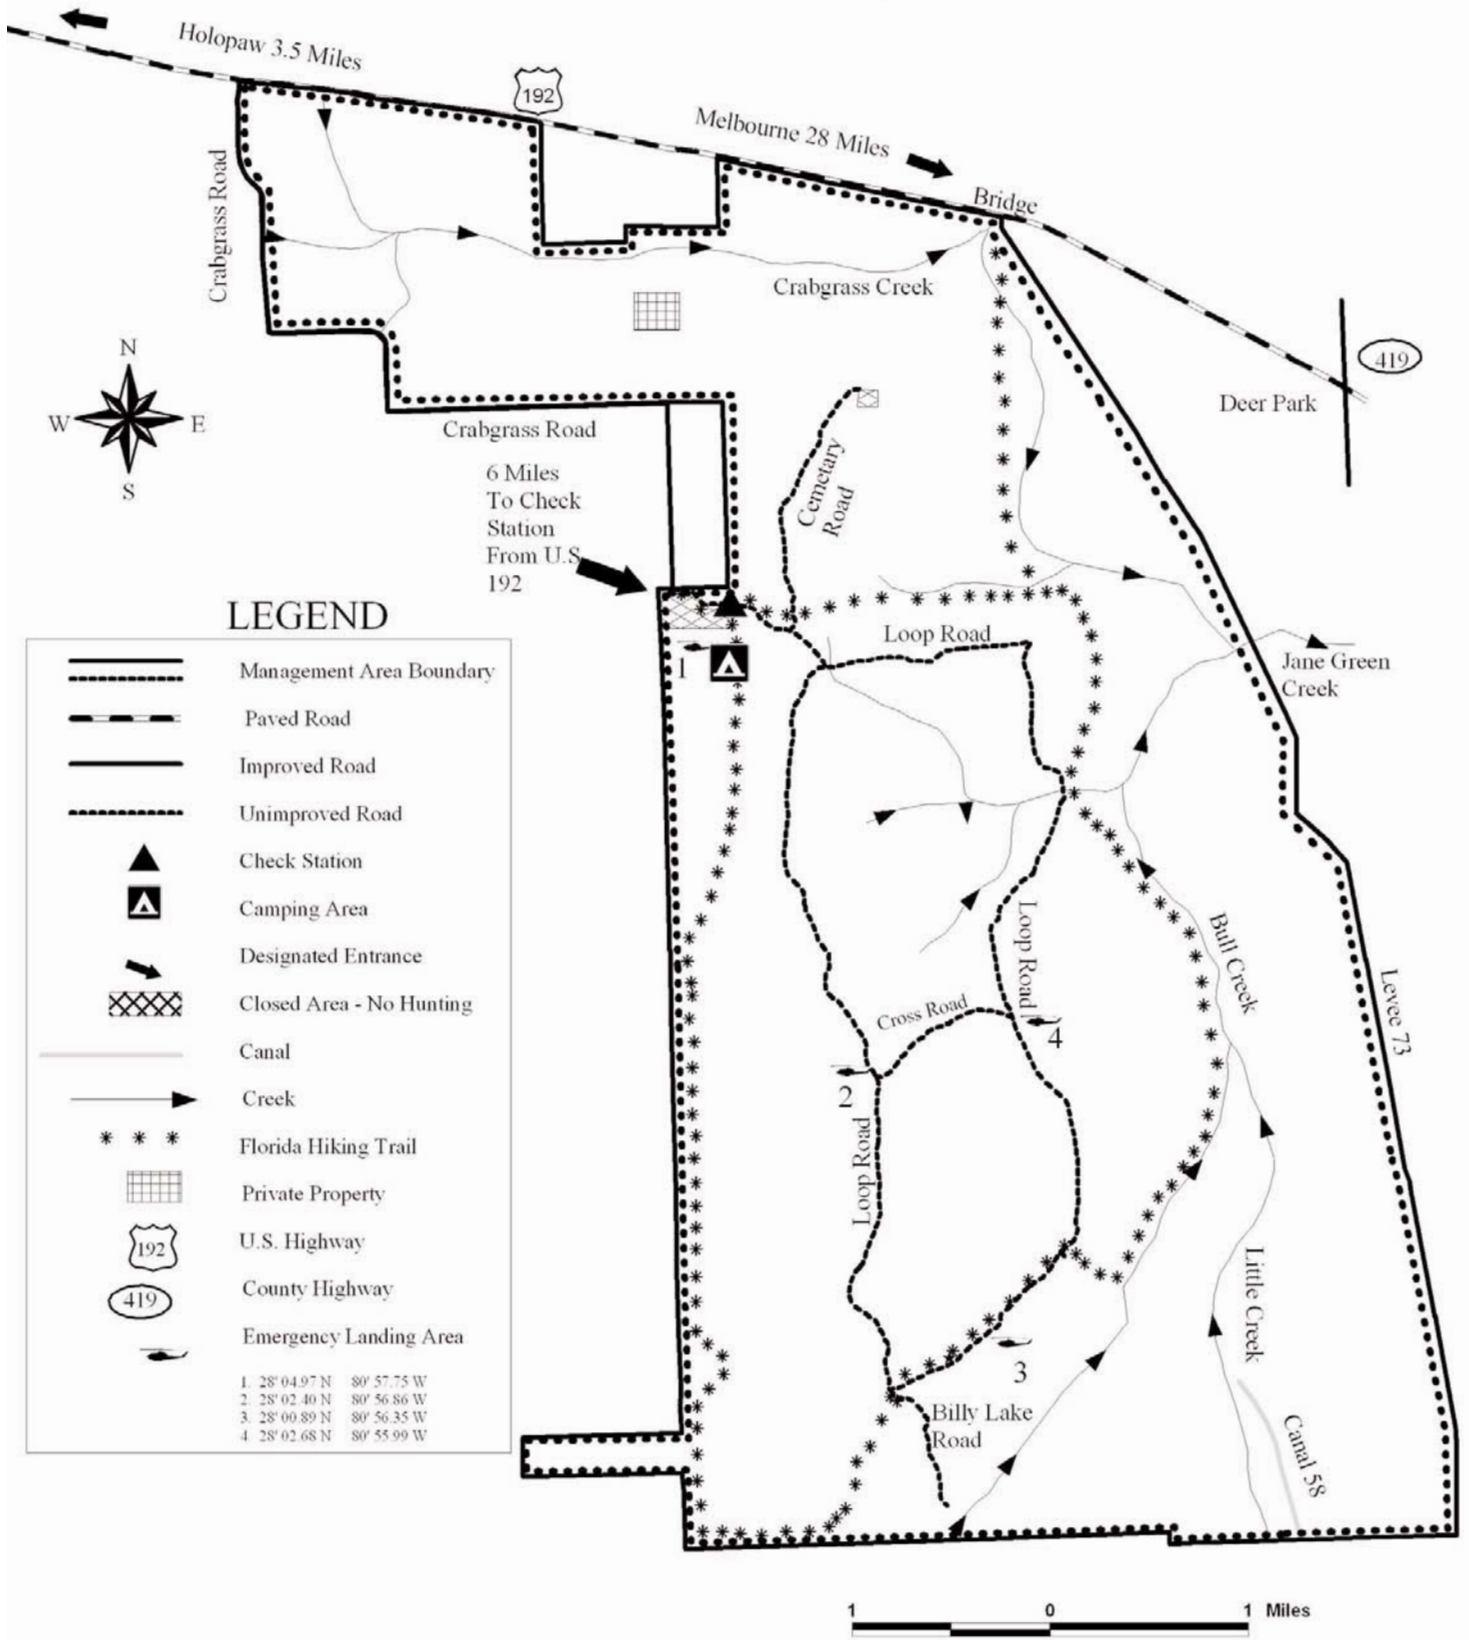 Holopaw 3.5 Miles
192
Melbourne 28 Miles
Bridge
Crabgrass Road
Crabgrass Creek
419
Deer Park
N
W E
S
Crabgrass Road
6 Miles
To Check
Station
From U.S
192
Cemetary
Road
Loop Road
Jane Green
Creek
1
LEGEND
Management Area Boundary
Paved Road
Improved Road
Unimproved Road
Check Station
Camping Area
Designated Entrance
Closed Area - No Hunting
Canal
Creek
Florida Hiking Trail
Private Property
192
U.S. Highway
419
County Highway
Emergency Landing Area
1. 28' 04.97 N 80' 57.75 W
2 28' 02.40 N 80' 56.86 W
3. 28' 00.89 N 80' 56.35 W
4 28' 02.68 N 80' 55.99 W
Loop Road
Bull Creek
Levee 73
Cross Road
4
2
Loop Road
Little Creek
3
Billy Lake
Road
Canal 58
1 0 1 Miles